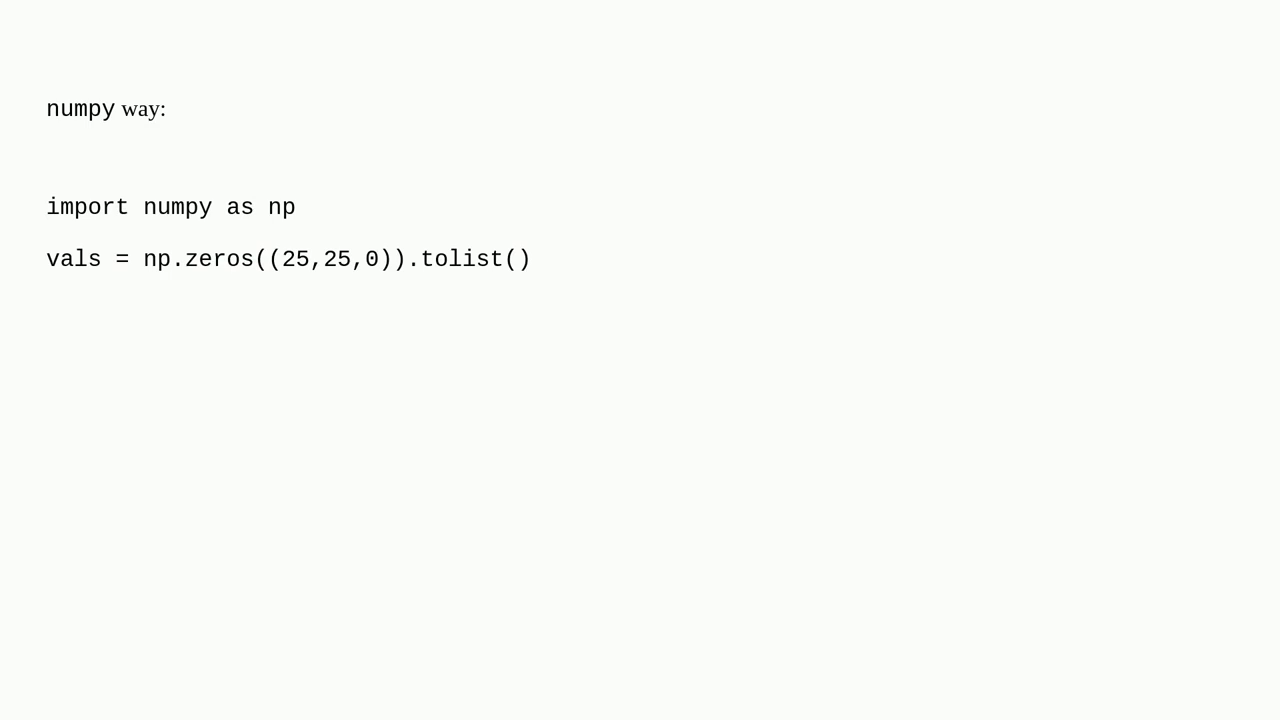 numpy way:
import numpy as np
vals = np.zeros((25,25,0)).tolist()